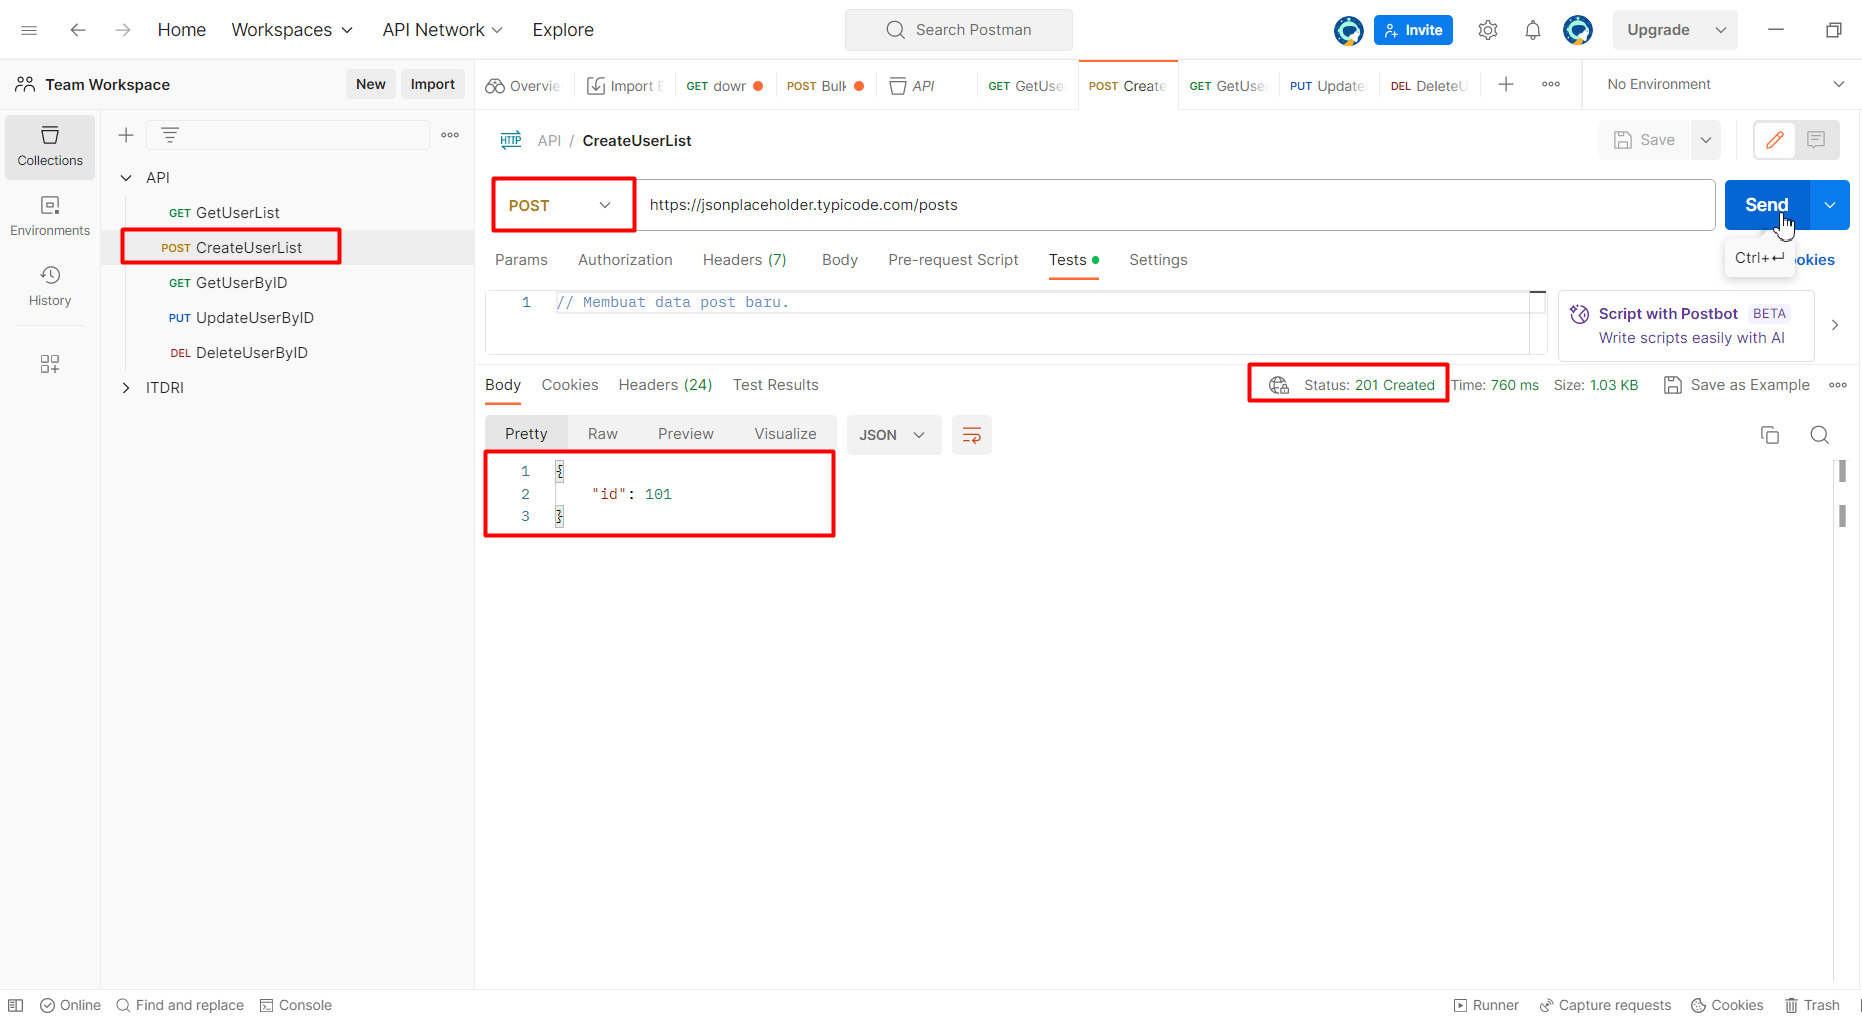 Home Workspaces API Network Explore Search Postman Invite Upgrade
Team Workspace New Import
Overvie Import E GET down POST Bulk API GET GetUse POST Create GET GetUse PUT Update DEL DeleteU No Environment
Collections
Environments
History
API
GET GetUserList
POST CreateUserList
GET GetUserByID
PUT UpdateUserByID
DEL DeleteUserByID
ITDRI
HTTP API / CreateUserList Save
POST https://jsonplaceholder.typicode.com/posts Send
Ctrl+↵
Params Authorization Headers (7) Body Pre-request Script Tests Settings ookies
1 // Membuat data post baru.
Script with Postbot BETA
Write scripts easily with AI
Body Cookies Headers (24) Test Results Status: 201 Created Time: 760 ms Size: 1.03 KB Save as Example
Pretty Raw Preview Visualize JSON
1 {
2 "id": 101
3 }
Online Find and replace Console Runner Capture requests Cookies Trash